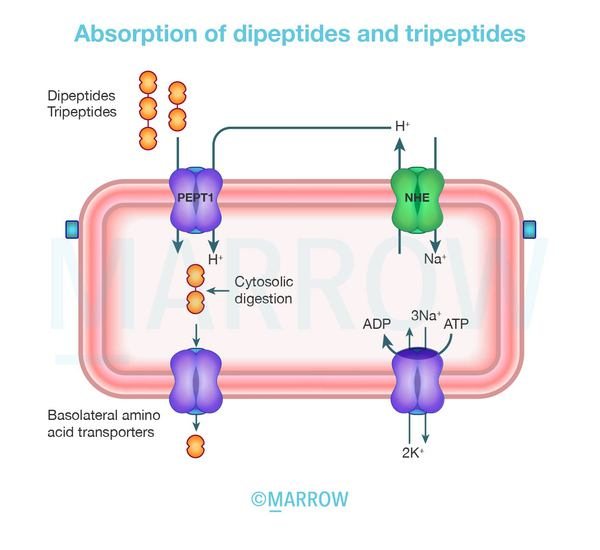 Absorption of dipeptides and tripeptides
Dipeptides
Tripeptides
H⁺
PEPT1
NHE
H⁺
Na⁺
Cytosolic
digestion
3Na⁺
ADP
ATP
Basolateral amino
acid transporters
2K⁺
MARROW
©MARROW